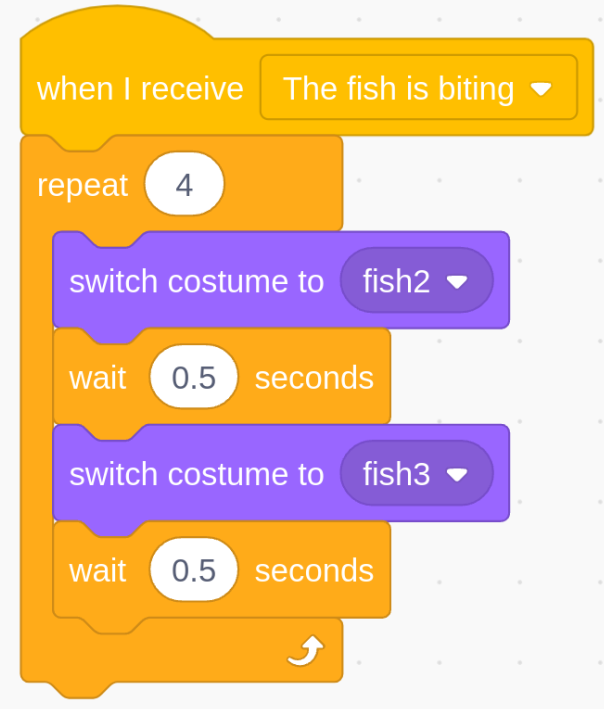 when I receive The fish is biting
repeat 4
switch costume to fish2
wait 0.5 seconds
switch costume to fish3
wait 0.5 seconds